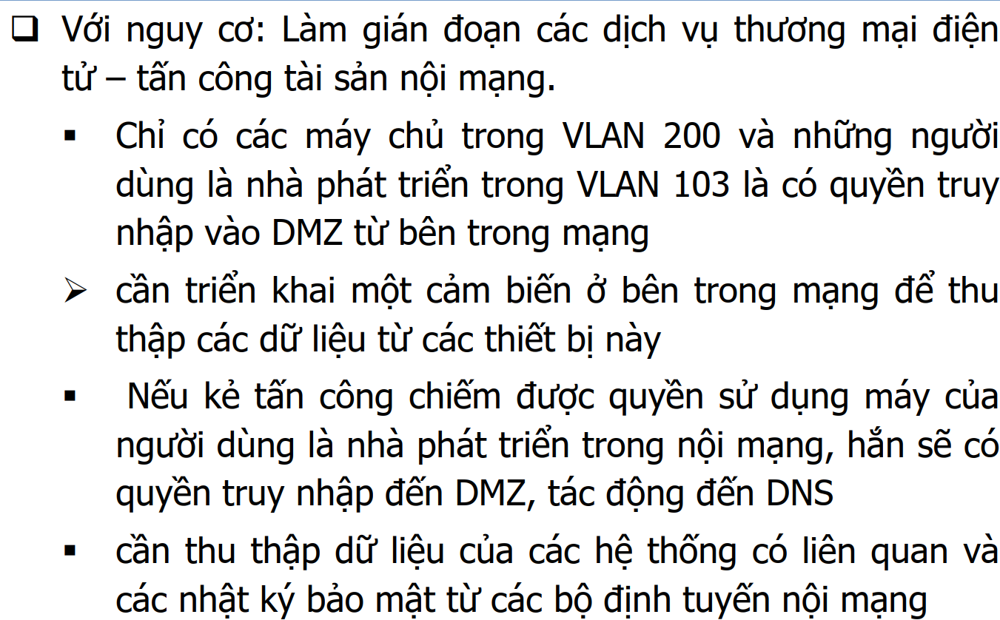 ❑ Với nguy cơ: Làm gián đoạn các dịch vụ thương mại điện
tử – tấn công tài sản nội mạng.
▪ Chỉ có các máy chủ trong VLAN 200 và những người
dùng là nhà phát triển trong VLAN 103 là có quyền truy
nhập vào DMZ từ bên trong mạng
➢ cần triển khai một cảm biến ở bên trong mạng để thu
thập các dữ liệu từ các thiết bị này
▪ Nếu kẻ tấn công chiếm được quyền sử dụng máy của
người dùng là nhà phát triển trong nội mạng, hắn sẽ có
quyền truy nhập đến DMZ, tác động đến DNS
▪ cần thu thập dữ liệu của các hệ thống có liên quan và
các nhật ký bảo mật từ các bộ định tuyến nội mạng